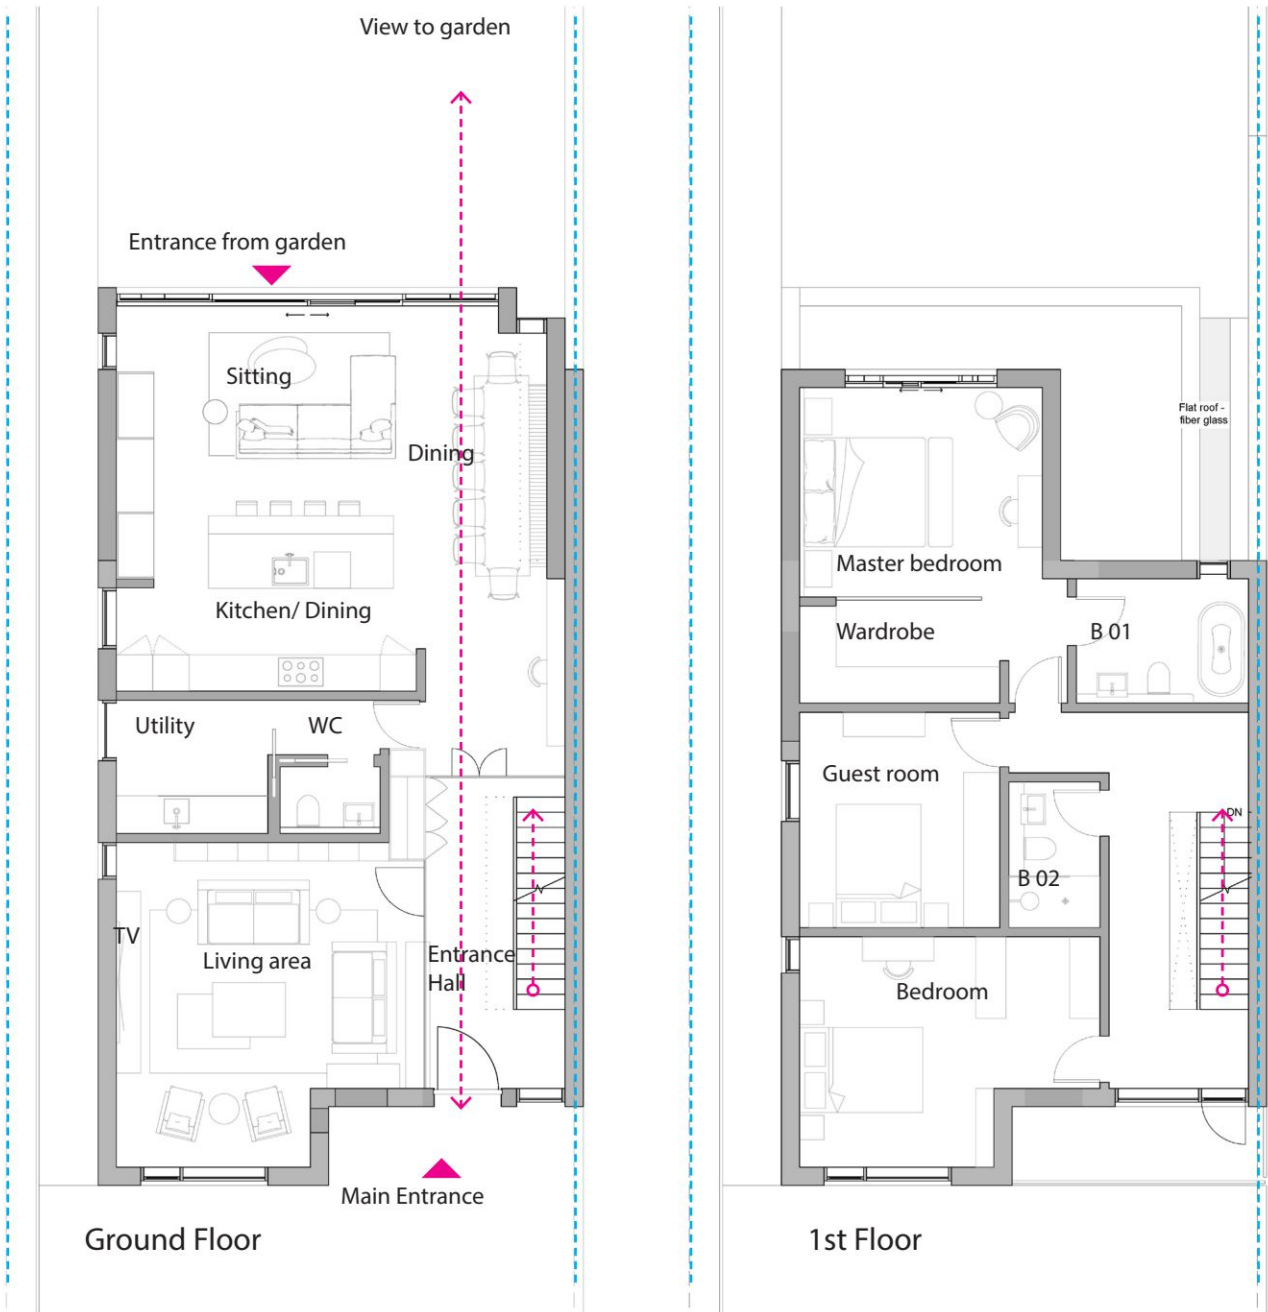 View to garden
Entrance from garden
Sitting
Dining
Kitchen/ Dining
Utility
WC
TV
Living area
Entrance
Hall
Main Entrance
Ground Floor
Flat roof -
fiber glass
Master bedroom
Wardrobe
B 01
Guest room
DN
B 02
Bedroom
1st Floor